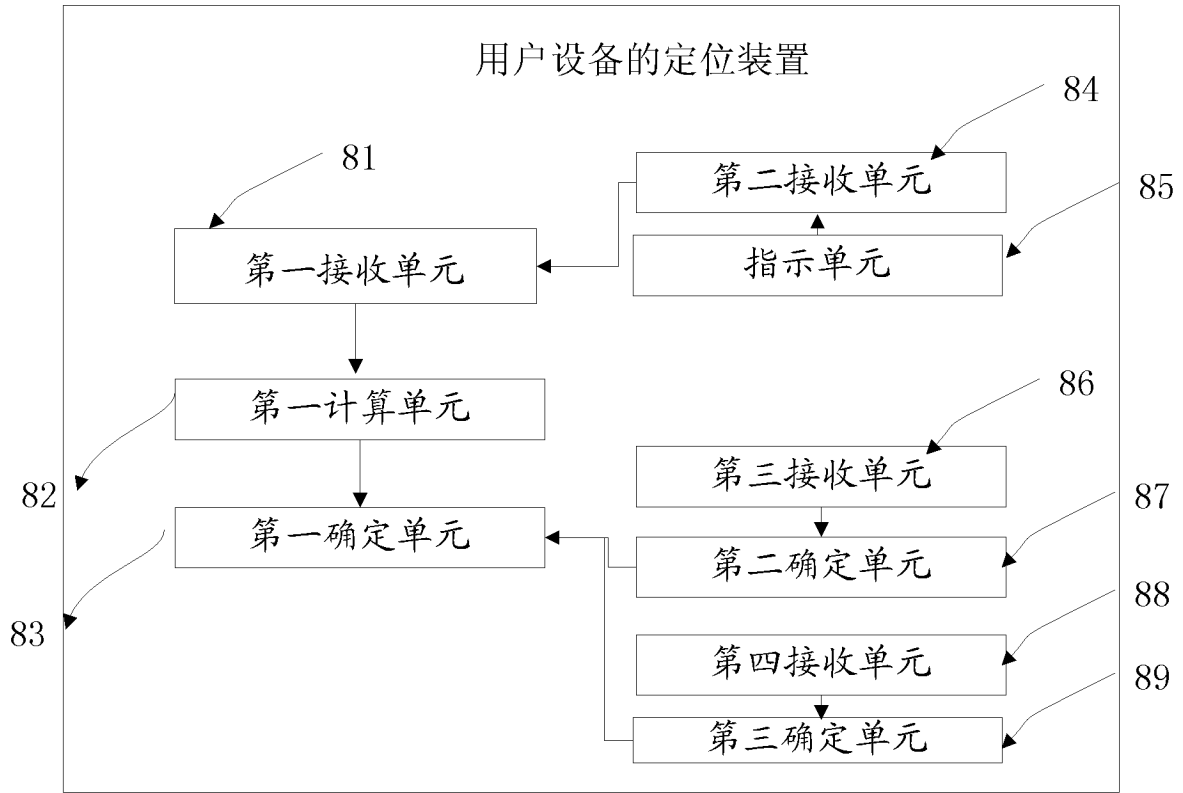 用户设备的定位装置
84
81
第二接收单元
85
第一接收单元
指示单元
86
第一计算单元
第三接收单元
82
87
第一确定单元
第二确定单元
88
83
第四接收单元
89
第三确定单元